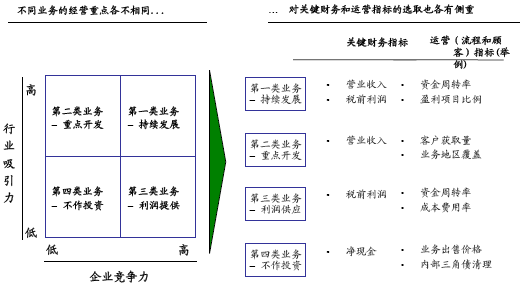 不同业务的经营重点各不相同...
... 对关键财务和运营指标的选取也各有侧重
关键财务指标
运营（流程和顾
客）指标(举
例)
高
行
业
吸
引
力
低
第二类业务
– 重点开发
第一类业务
– 持续发展
第四类业务
– 不作投资
第三类业务
– 利润提供
低
高
企业竞争力
第一类业务
– 持续发展
• 营业收入
• 税前利润
• 资金周转率
• 盈利项目比例
第二类业务
– 重点开发
• 营业收入
• 客户获取量
• 业务地区覆盖
第三类业务
– 利润供应
• 税前利润
• 资金周转率
• 成本费用率
第四类业务
– 不作投资
• 净现金
• 业务出售价格
• 内部三角债清理